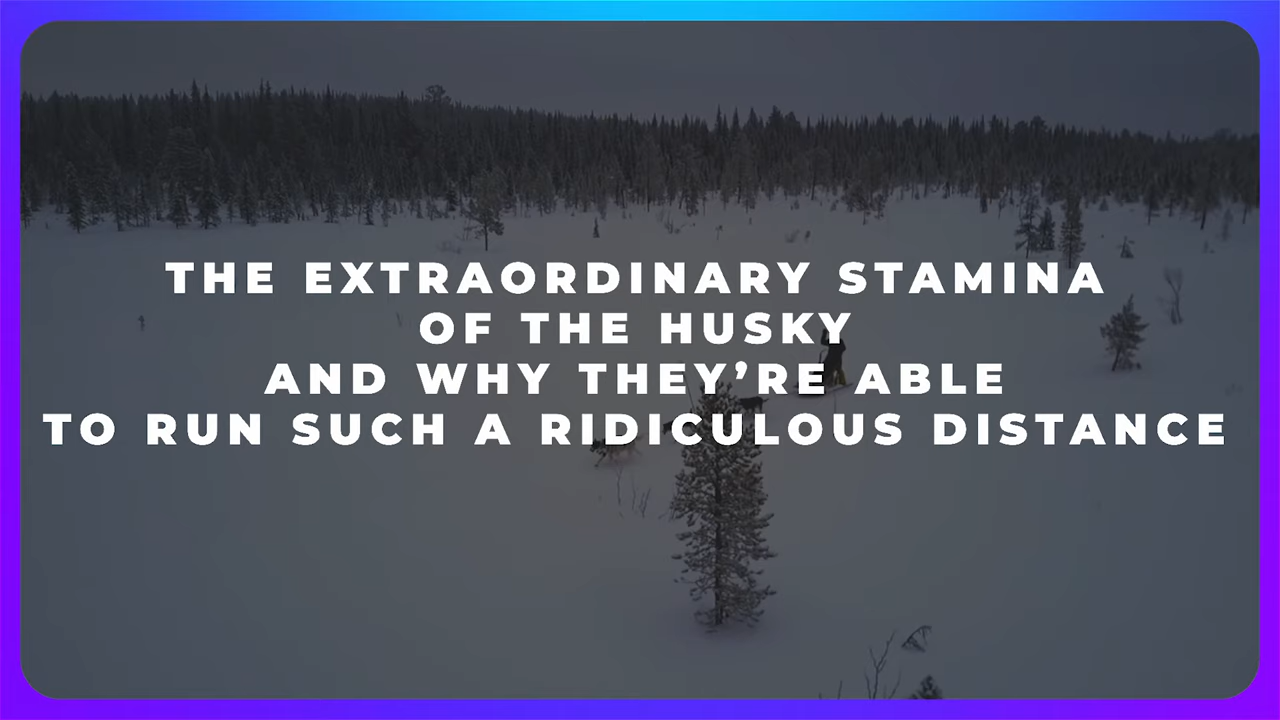 THE EXTRAORDINARY STAMINA
OF THE HUSKY
AND WHY THEY’RE ABLE
TO RUN SUCH A RIDICULOUS DISTANCE